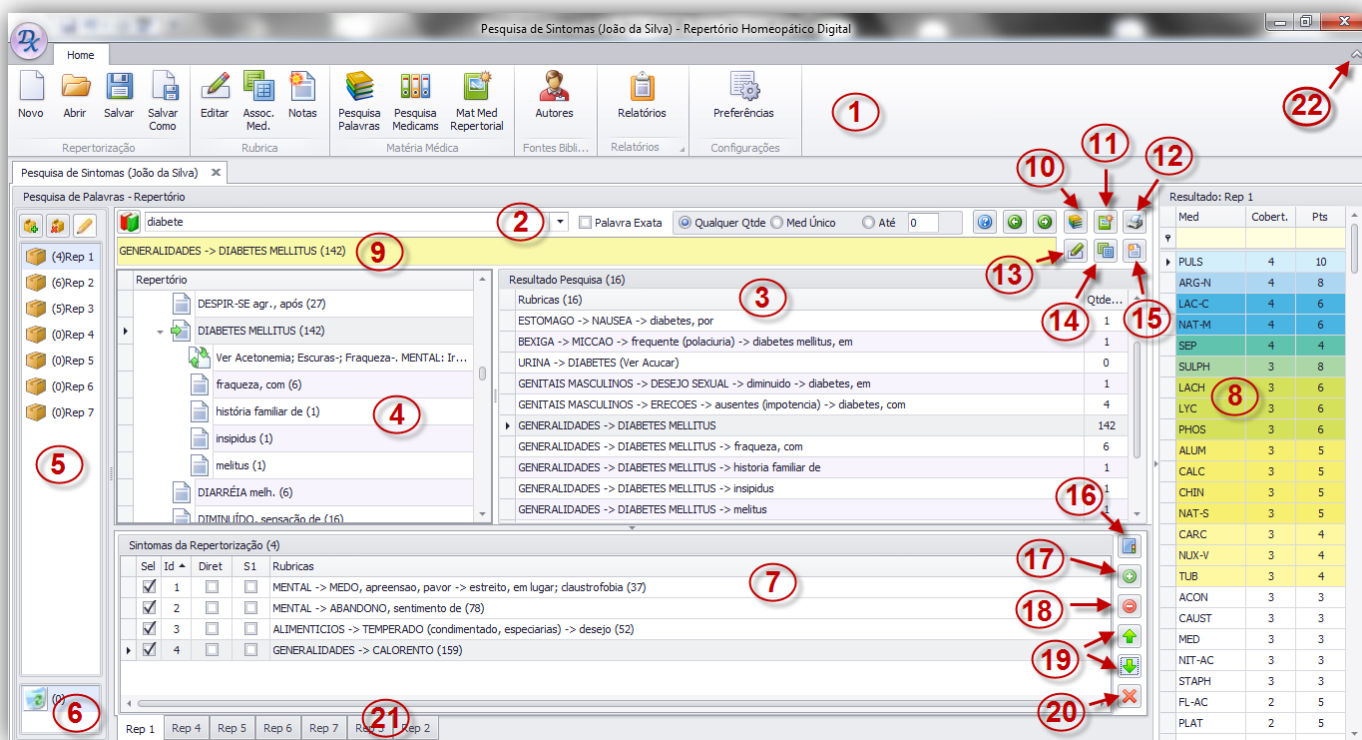 Pesquisa de Sintomas (João da Silva) - Repertório Homeopático Digital
Home
Novo
Abrir
Salvar
Salvar Como
Editar
Assoc. Med.
Notas
Pesquisa Palavras
Pesquisa Medicams
Mat Med Repertorial
Autores
Relatórios
Preferências
1
22
Repertorização
Rubrica
Matéria Médica
Fontes Bibli...
Relatórios
Configurações
10
11
12
Pesquisa de Sintomas (João da Silva)
Pesquisa de Palavras - Repertório
diabete
2
Palavra Exata
Qualquer Qtde
Med Único
Até
0
GENERALIDADES -> DIABETES MELLITUS (142)
9
13
14
15
(4)Rep 1
(6)Rep 2
(5)Rep 3
(0)Rep 4
(0)Rep 5
(0)Rep 6
(0)Rep 7
5
(0)
6
Repertório
DESPIR-SE agr., após (27)
DIABETES MELLITUS (142)
Ver Acetonemia; Escuras-; Fraqueza-. MENTAL: Ir...
fraqueza, com (6)
história familiar de (1)
insipidus (1)
melitus (1)
DIARRÉIA melh. (6)
DIMINUÍDO, sensação de (16)
4
Resultado Pesquisa (16)
3
Rubricas (16) Qtde...
ESTOMAGO -> NAUSEA -> diabetes, por 1
BEXIGA -> MICCAO -> frequente (polaciuria) -> diabetes mellitus, em 1
URINA -> DIABETES (Ver Acucar) 0
GENITAIS MASCULINOS -> DESEJO SEXUAL -> diminuido -> diabetes, em 1
GENITAIS MASCULINOS -> ERECOES -> ausentes (impotencia) -> diabetes, com 4
GENERALIDADES -> DIABETES MELLITUS 142
GENERALIDADES -> DIABETES MELLITUS -> fraqueza, com 6
GENERALIDADES -> DIABETES MELLITUS -> historia familiar de 1
GENERALIDADES -> DIABETES MELLITUS -> insipidus 1
GENERALIDADES -> DIABETES MELLITUS -> melitus 1
16
17
18
19
20
Sintomas da Repertorização (4)
7
Sel Id Diret S1 Rubricas
1 MENTAL -> MEDO, apreensao, pavor -> estreito, em lugar; claustrofobia (37)
2 MENTAL -> ABANDONO, sentimento de (78)
3 ALIMENTICIOS -> TEMPERADO (condimentado, especiarias) -> desejo (52)
4 GENERALIDADES -> CALORENTO (159)
Rep 1 Rep 4 Rep 5 Rep 6 Rep 7 Rep 3 Rep 2
21
Resultado: Rep 1
Med Cobert. Pts
PULS 4 10
ARG-N 4 8
LAC-C 4 6
NAT-M 4 6
SEP 4 4
SULPH 3 8
LACH 3 6
LYC 3 6
PHOS 3 6
ALUM 3 5
CALC 3 5
CHIN 3 5
NAT-S 3 5
CARC 3 4
NUX-V 3 4
TUB 3 4
ACON 3 3
CAUST 3 3
MED 3 3
NIT-AC 3 3
STAPH 3 3
FL-AC 2 5
PLAT 2 5
8